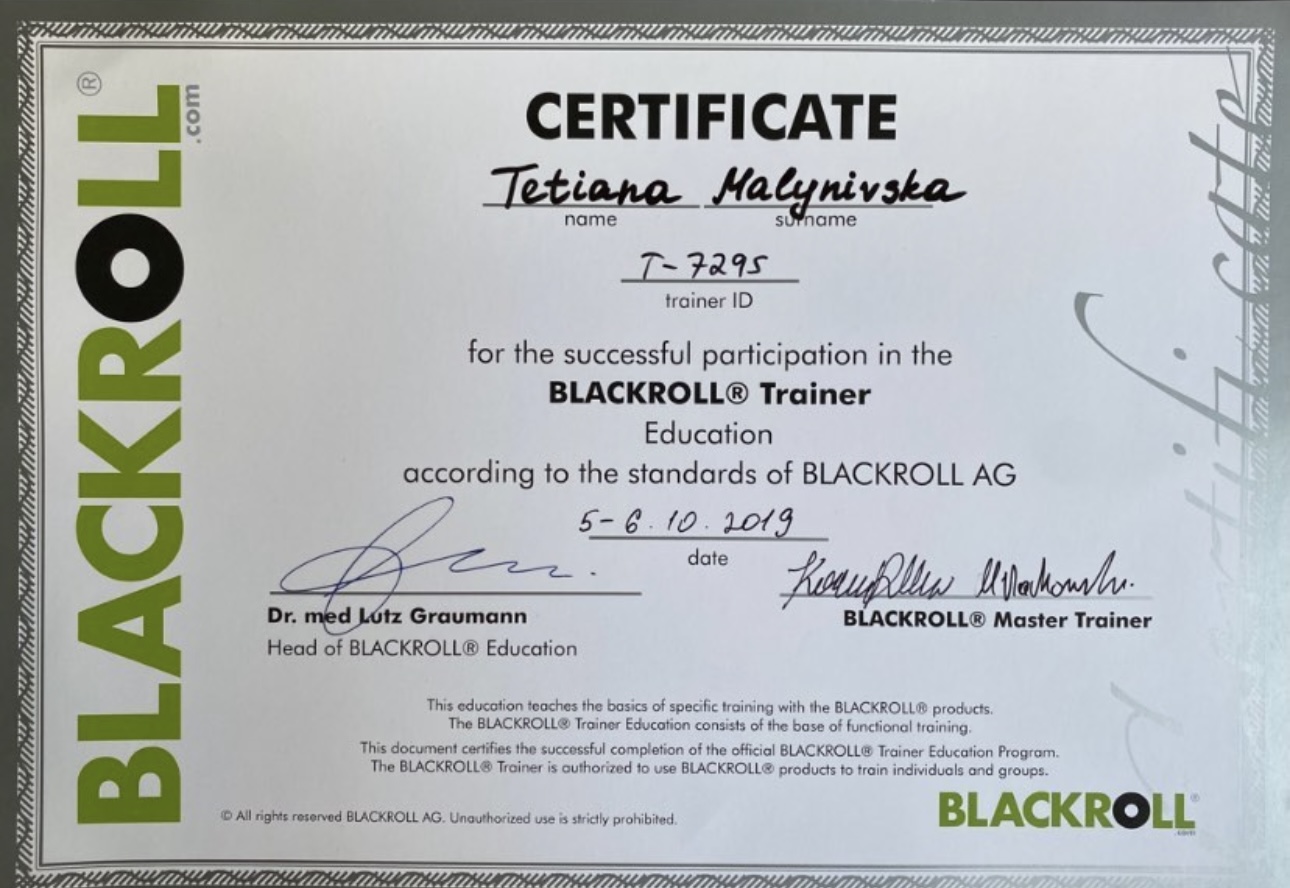 BLACKROLL®
.com
CERTIFICATE
Tetiana Malynivska
name surname
T-7295
trainer ID
for the successful participation in the
BLACKROLL® Trainer
Education
according to the standards of BLACKROLL AG
5-6.10.2019
date
Dr. med Lutz Graumann
Head of BLACKROLL® Education
BLACKROLL® Master Trainer
This education teaches the basics of specific training with the BLACKROLL® products.
The BLACKROLL® Trainer Education consists of the base of functional training.
This document certifies the successful completion of the official BLACKROLL® Trainer Education Program.
The BLACKROLL® Trainer is authorized to use BLACKROLL® products to train individuals and groups.
© All rights reserved BLACKROLL AG. Unauthorized use is strictly prohibited.
BLACKROLL®
.com
certificate